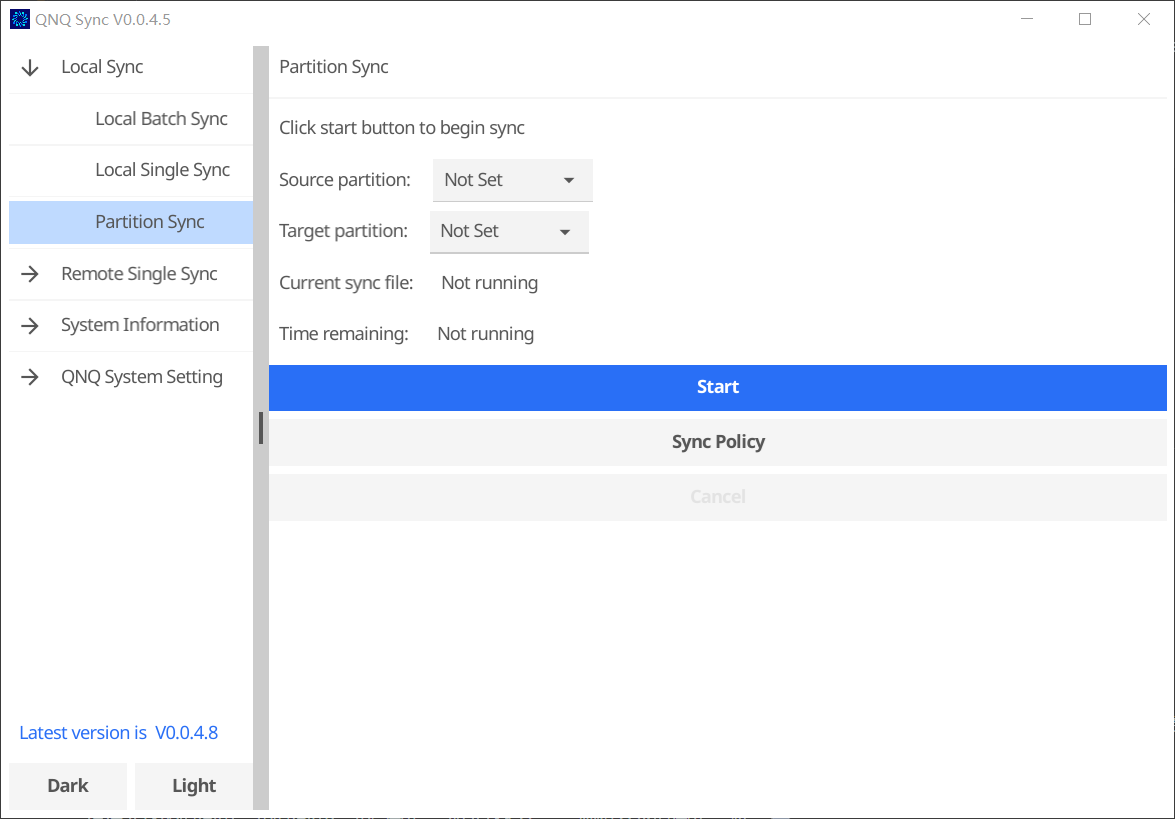 QNQ Sync V0.0.4.5
Local Sync
Local Batch Sync
Local Single Sync
Partition Sync
Remote Single Sync
System Information
QNQ System Setting
Latest version is V0.0.4.8
Dark Light
Partition Sync
Click start button to begin sync
Source partition: Not Set
Target partition: Not Set
Current sync file: Not running
Time remaining: Not running
Start
Sync Policy
Cancel